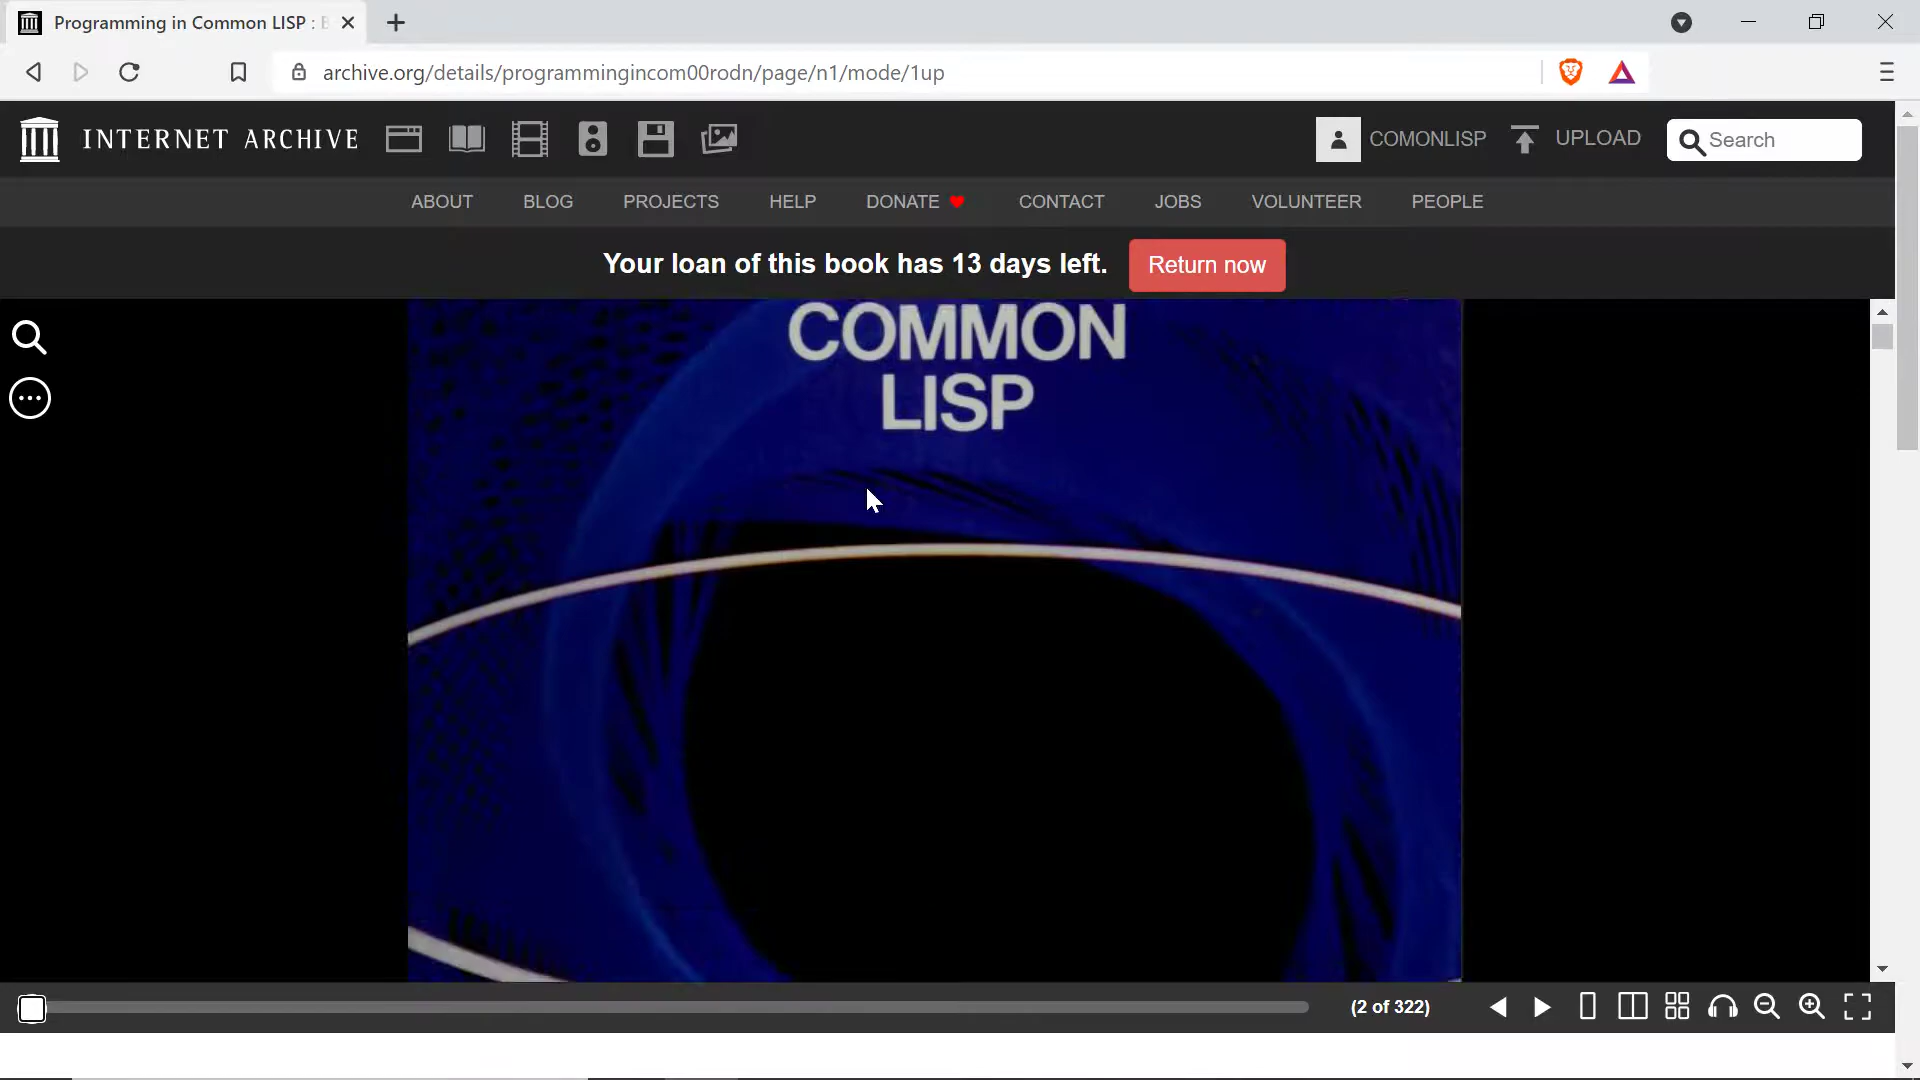 Programming in Common LISP :
archive.org/details/programmingincom00rodn/page/n1/mode/1up
INTERNET ARCHIVE
COMONLISP
UPLOAD
Search
ABOUT
BLOG
PROJECTS
HELP
DONATE
CONTACT
JOBS
VOLUNTEER
PEOPLE
Your loan of this book has 13 days left.
Return now
COMMON
LISP
(2 of 322)